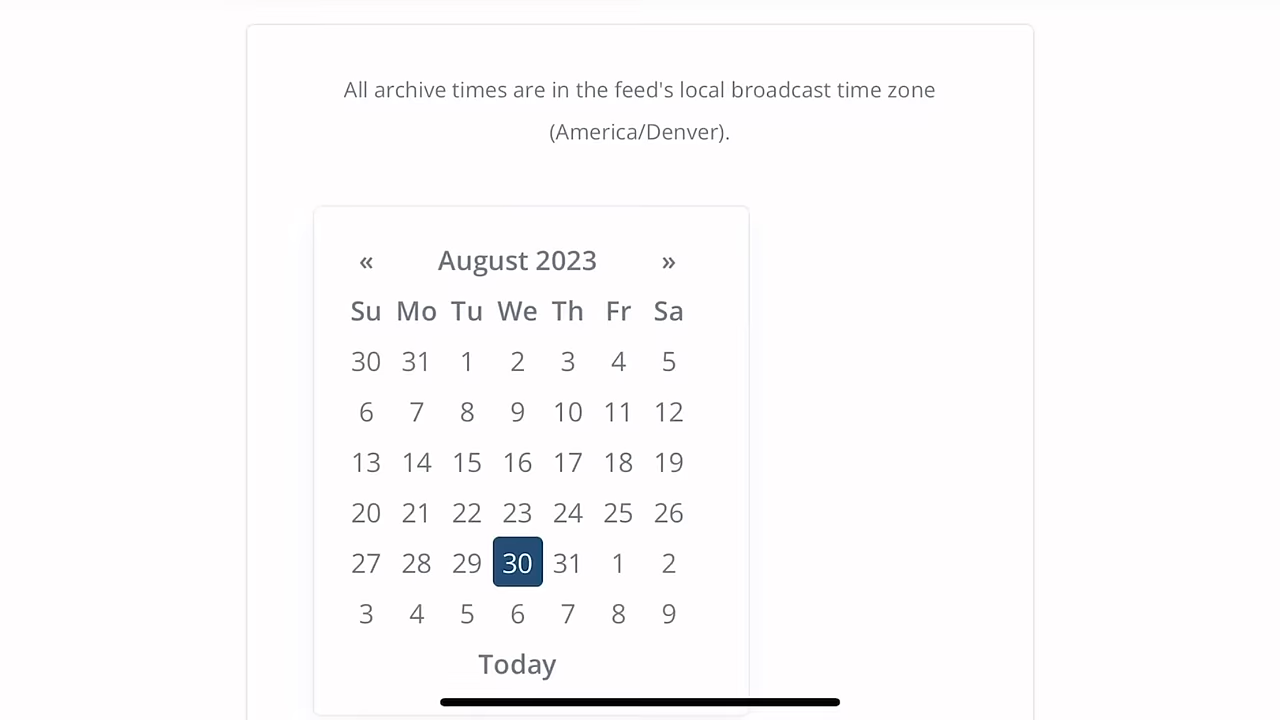 All archive times are in the feed's local broadcast time zone
(America/Denver).
« August 2023 »
Su Mo Tu We Th Fr Sa
30 31 1 2 3 4 5
6 7 8 9 10 11 12
13 14 15 16 17 18 19
20 21 22 23 24 25 26
27 28 29 30 31 1 2
3 4 5 6 7 8 9
Today